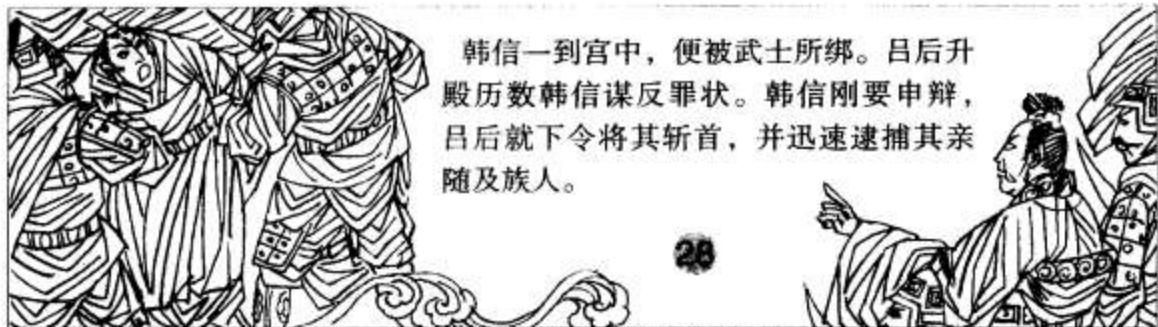 韩信一到宫中，便被武士所绑。吕后升
殿历数韩信谋反罪状。韩信刚要申辩，
吕后就下令将其斩首，并迅速逮捕其亲
随及族人。
28